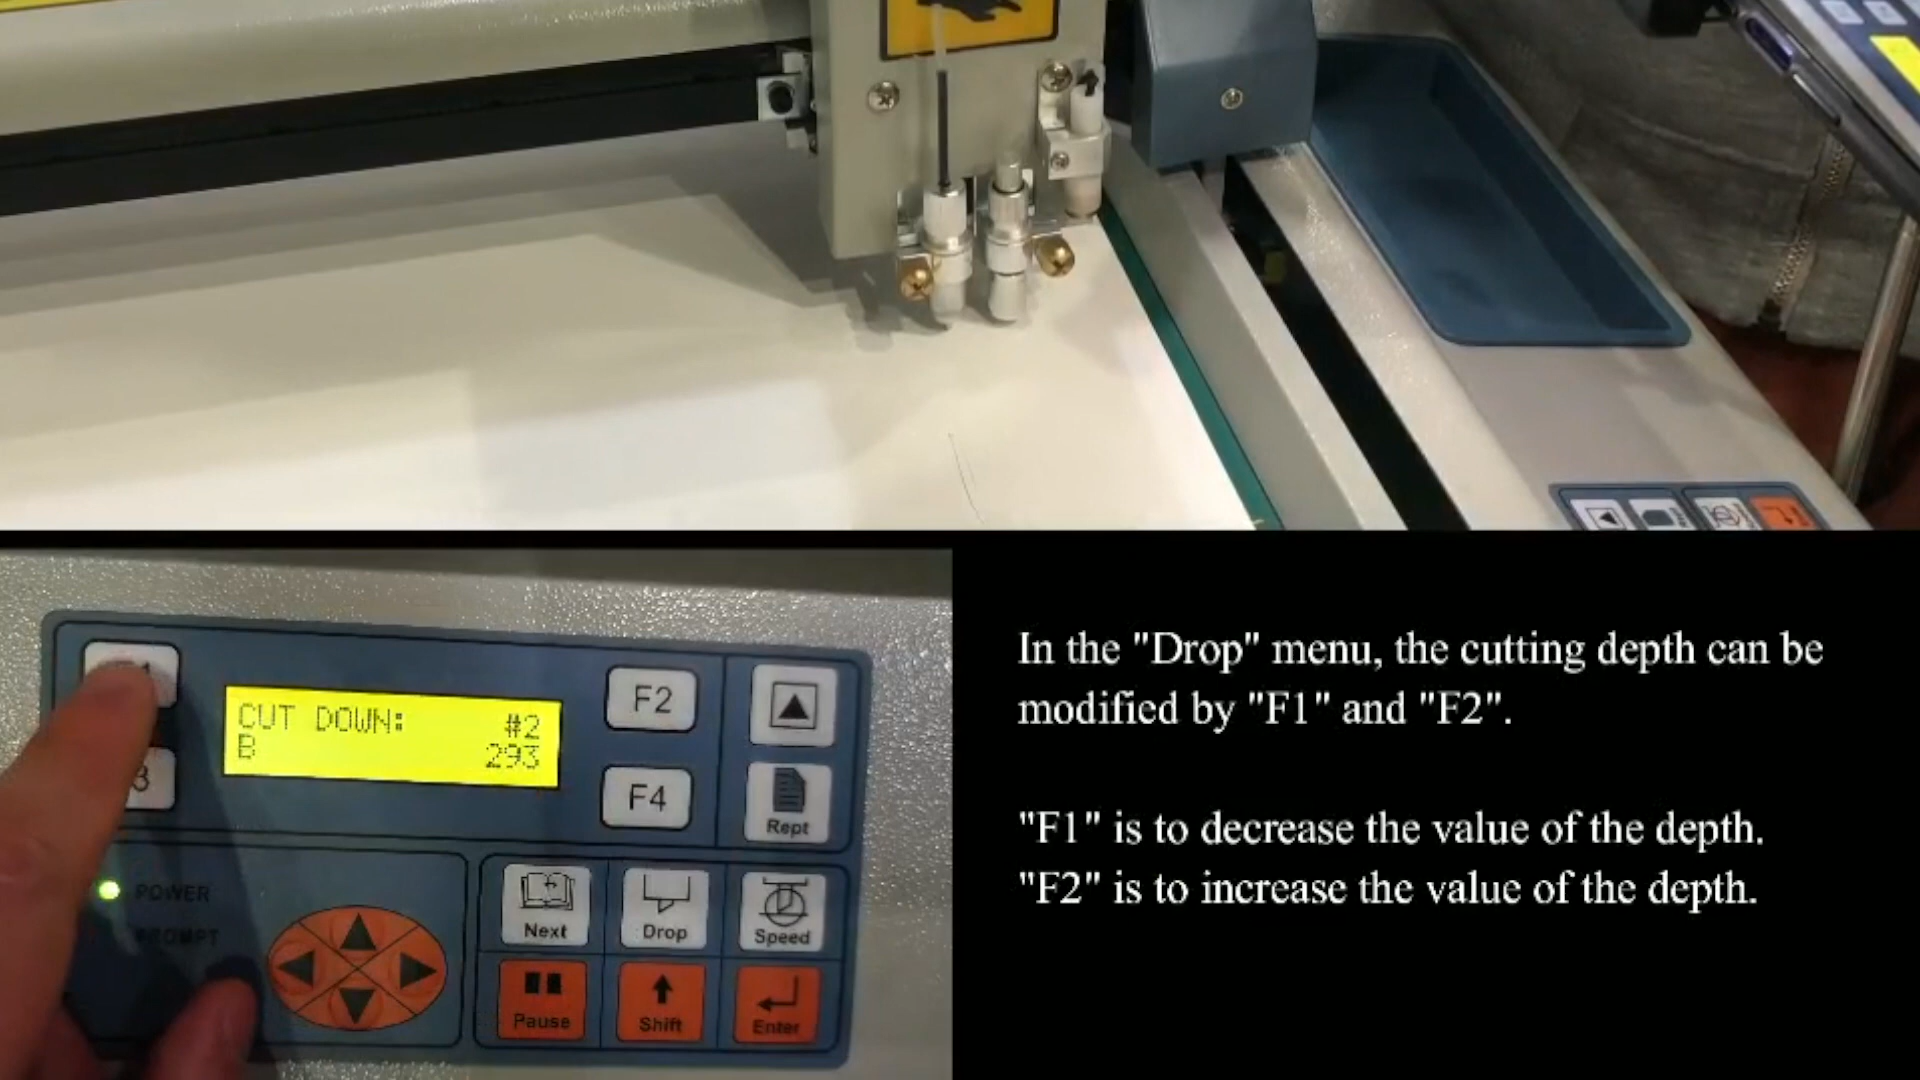 CUT DOWN: #2
B 293
F2
F4
Rept
POWER
PROMPT
Next
Drop
Speed
Pause
Shift
Enter
In the "Drop" menu, the cutting depth can be
modified by "F1" and "F2".
"F1" is to decrease the value of the depth.
"F2" is to increase the value of the depth.